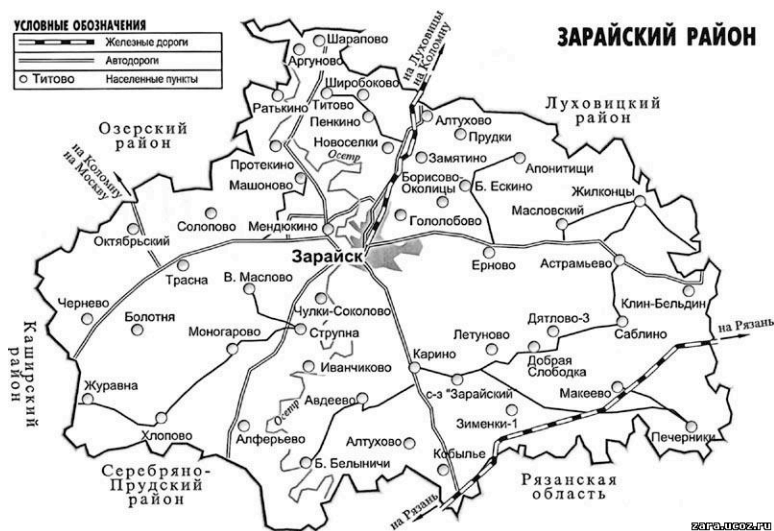 УСЛОВНЫЕ ОБОЗНАЧЕНИЯ
Железные дороги
Автодороги
Титово
Населенные пункты
ЗАРАЙСКИЙ РАЙОН
на Луховицы
на Коломну
Шарапово
Аргуново
Широбоково
Ратькино
Титово
Пенкино
Алтухово
Прудки
Луховицкий
район
Озерский
район
Новоселки
Осетр
Протекино
Машоново
Замятино
Борисово-
Околицы
Б. Ескино
Апонитищи
на Коломну
на Москву
Жилконцы
Солопово
Мендюкино
Гололобово
Масловский
Октябрьский
Зарайск
Ерново
Астрамьево
Трасна
В. Маслово
Клин-Бельдин
Чернево
Болотня
Чулки-Соколово
Струпна
Моногарово
Летуново
Дятлово-3
Саблино
на Рязань
Каширский
район
Добрая
Слободка
Иванчиково
Карино
с-з "Зарайский"
Макеево
Журавна
Авдеево
Осетр
Зименки-1
Хлопово
Алферьево
Алтухово
Печерники
Кобылье
Б. Белыничи
Серебряно-
Прудский
район
Рязанская
область
на Рязань
zara.ucoz.ru